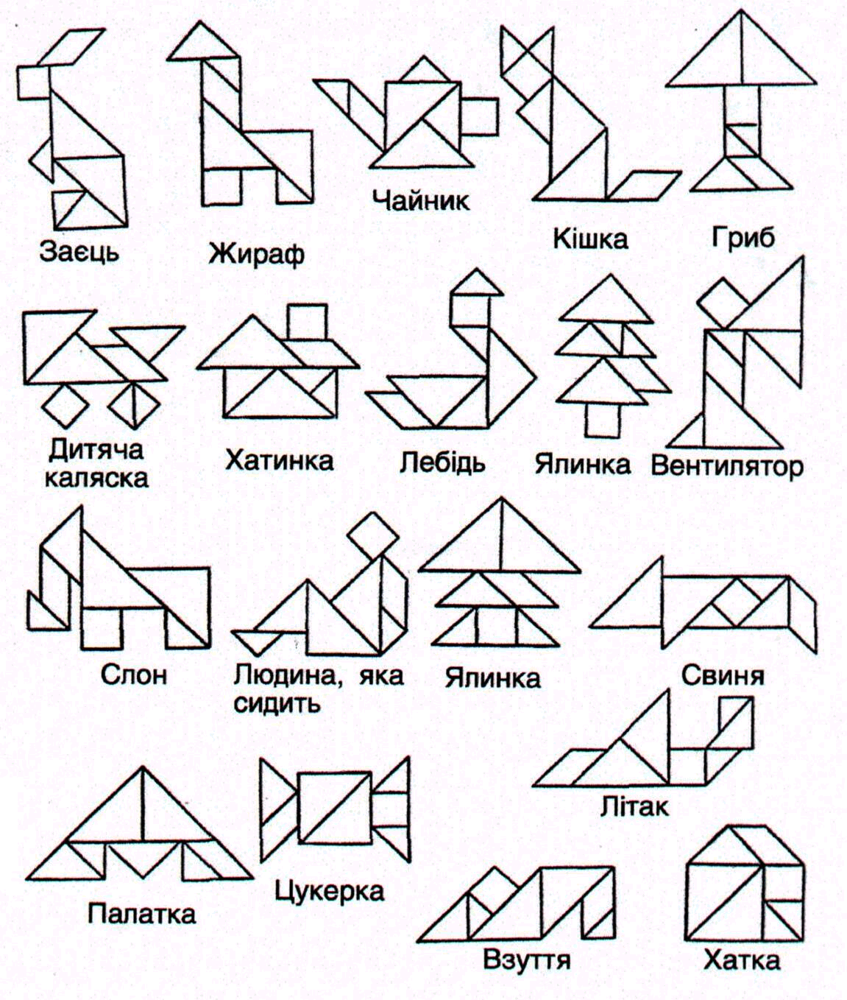 Заєць
Жираф
Чайник
Кішка
Гриб
Дитяча
каляска
Хатинка
Лебідь
Ялинка
Вентилятор
Слон
Людина, яка
сидить
Ялинка
Свиня
Літак
Палатка
Цукерка
Взуття
Хатка